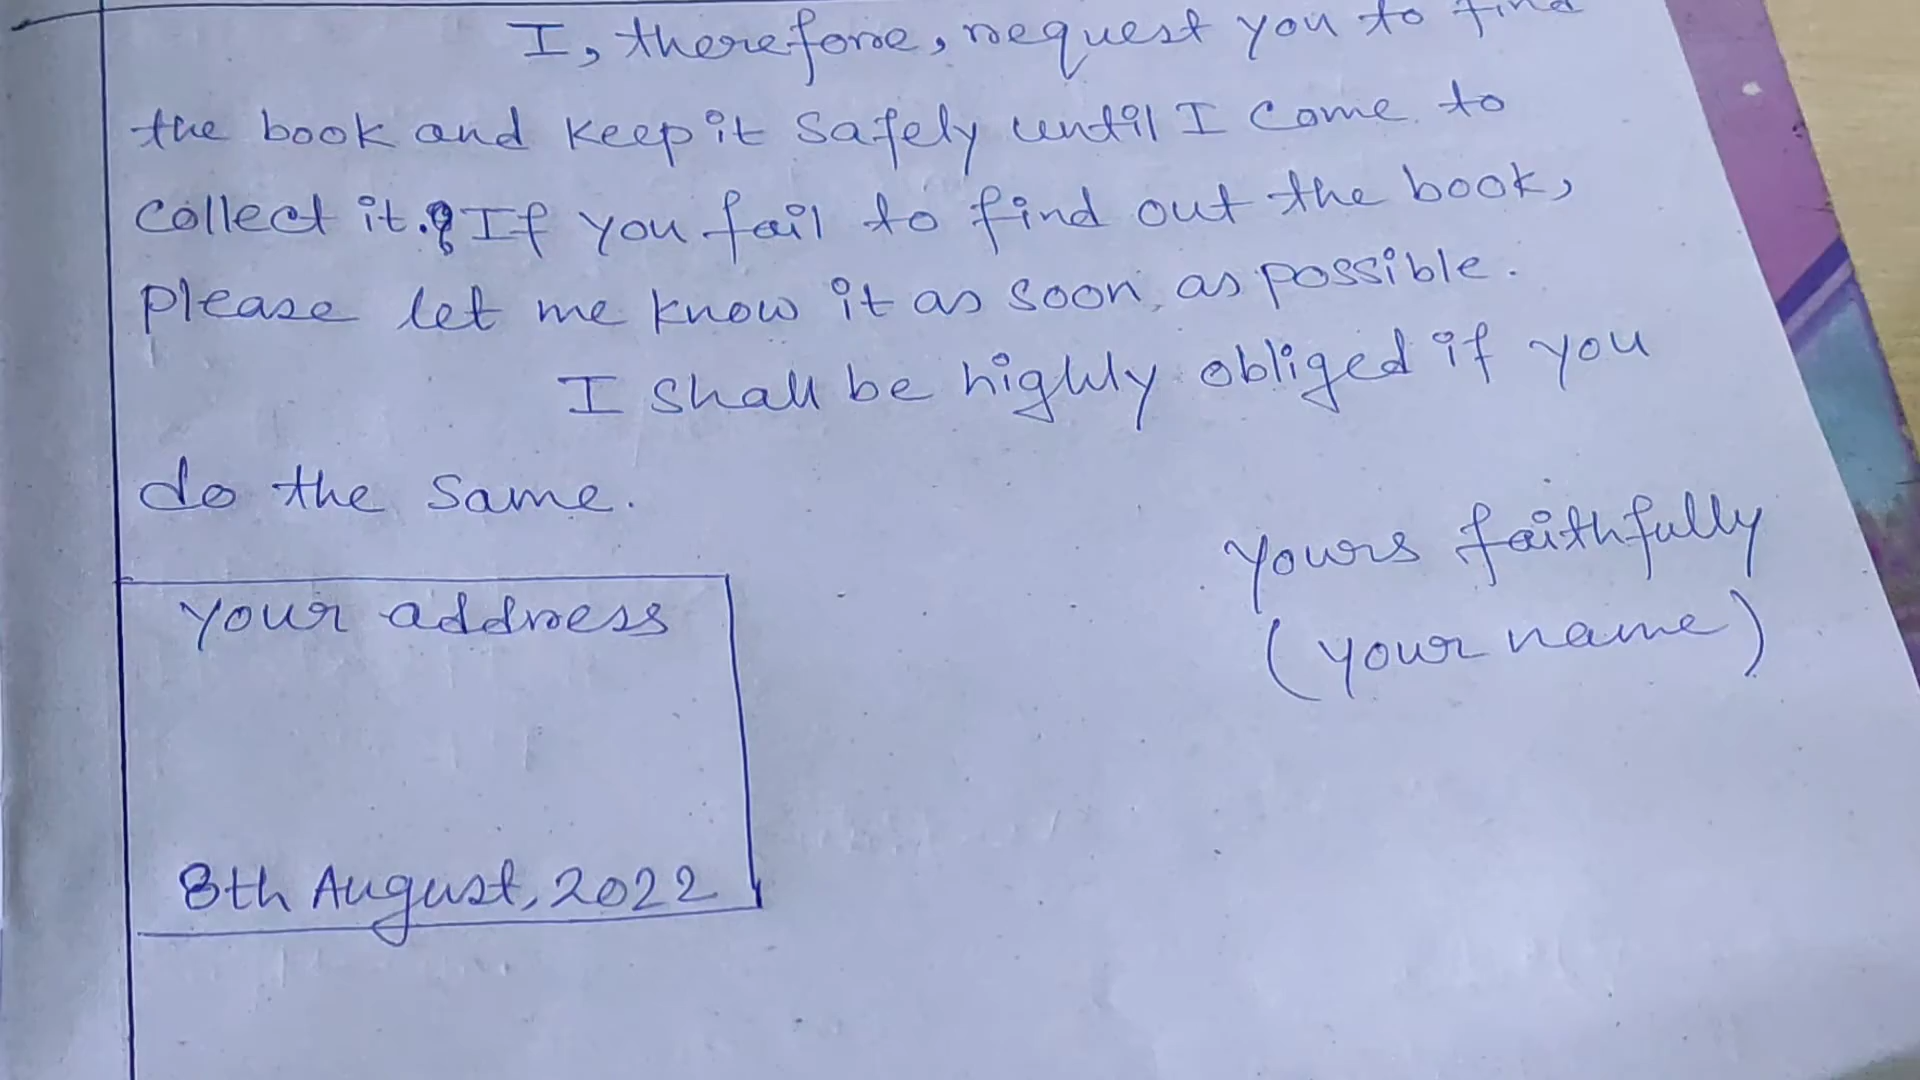 I, therefore, request you to find
the book and keep it safely until I come to
collect it. If you fail to find out the book,
please let me know it as soon as possible.
I shall be highly obliged if you
do the same.
Yours faithfully
(your name)
Your address
8th August, 2022